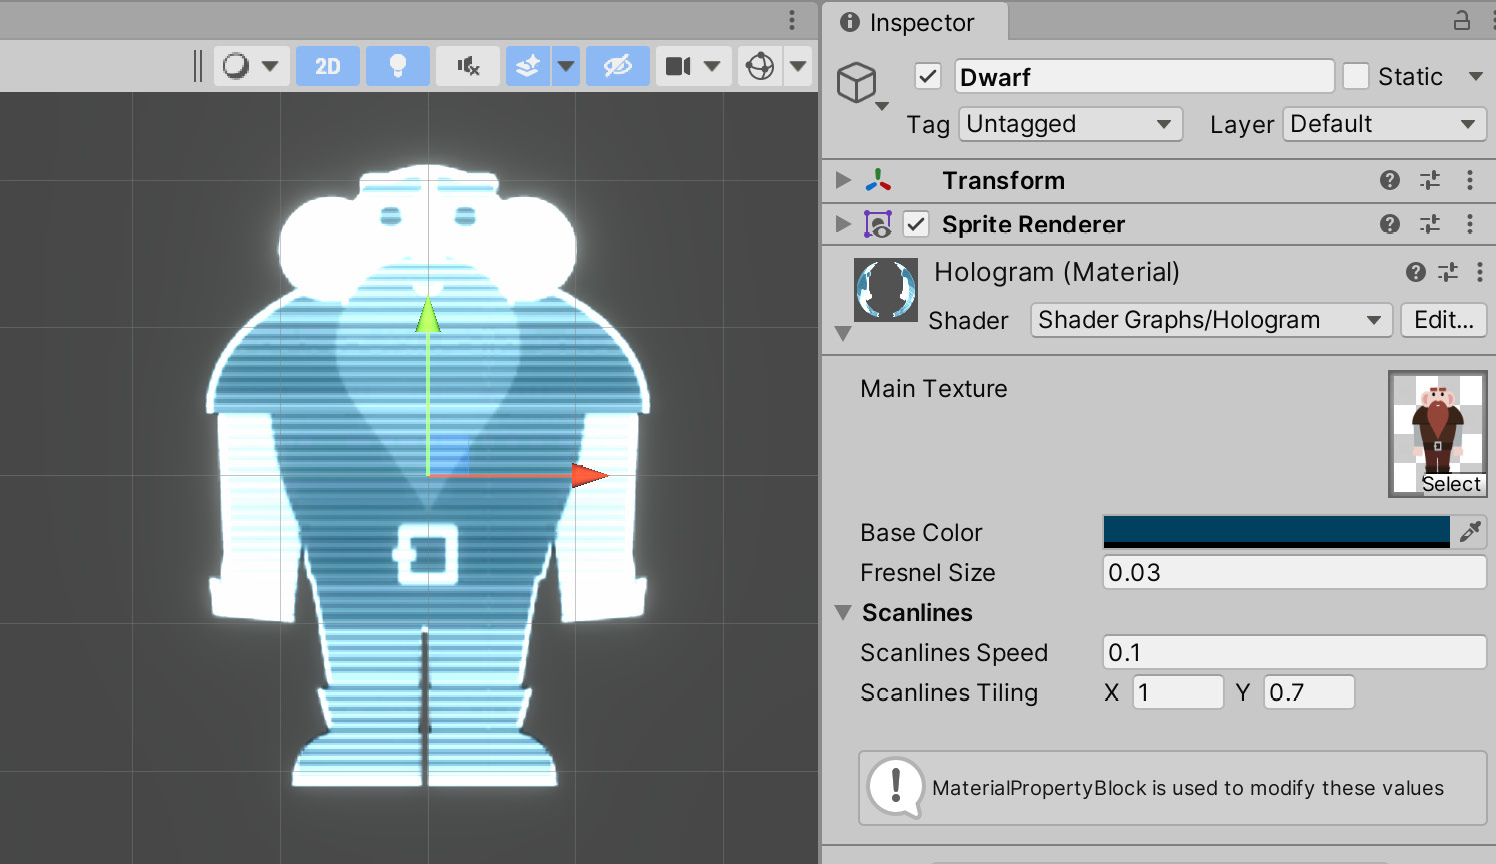 Inspector
2D
Dwarf
Static
Tag Untagged Layer Default
Transform
Sprite Renderer
Hologram (Material)
Shader Shader Graphs/Hologram Edit...
Main Texture
Select
Base Color
Fresnel Size 0.03
Scanlines
Scanlines Speed 0.1
Scanlines Tiling X 1 Y 0.7
MaterialPropertyBlock is used to modify these values